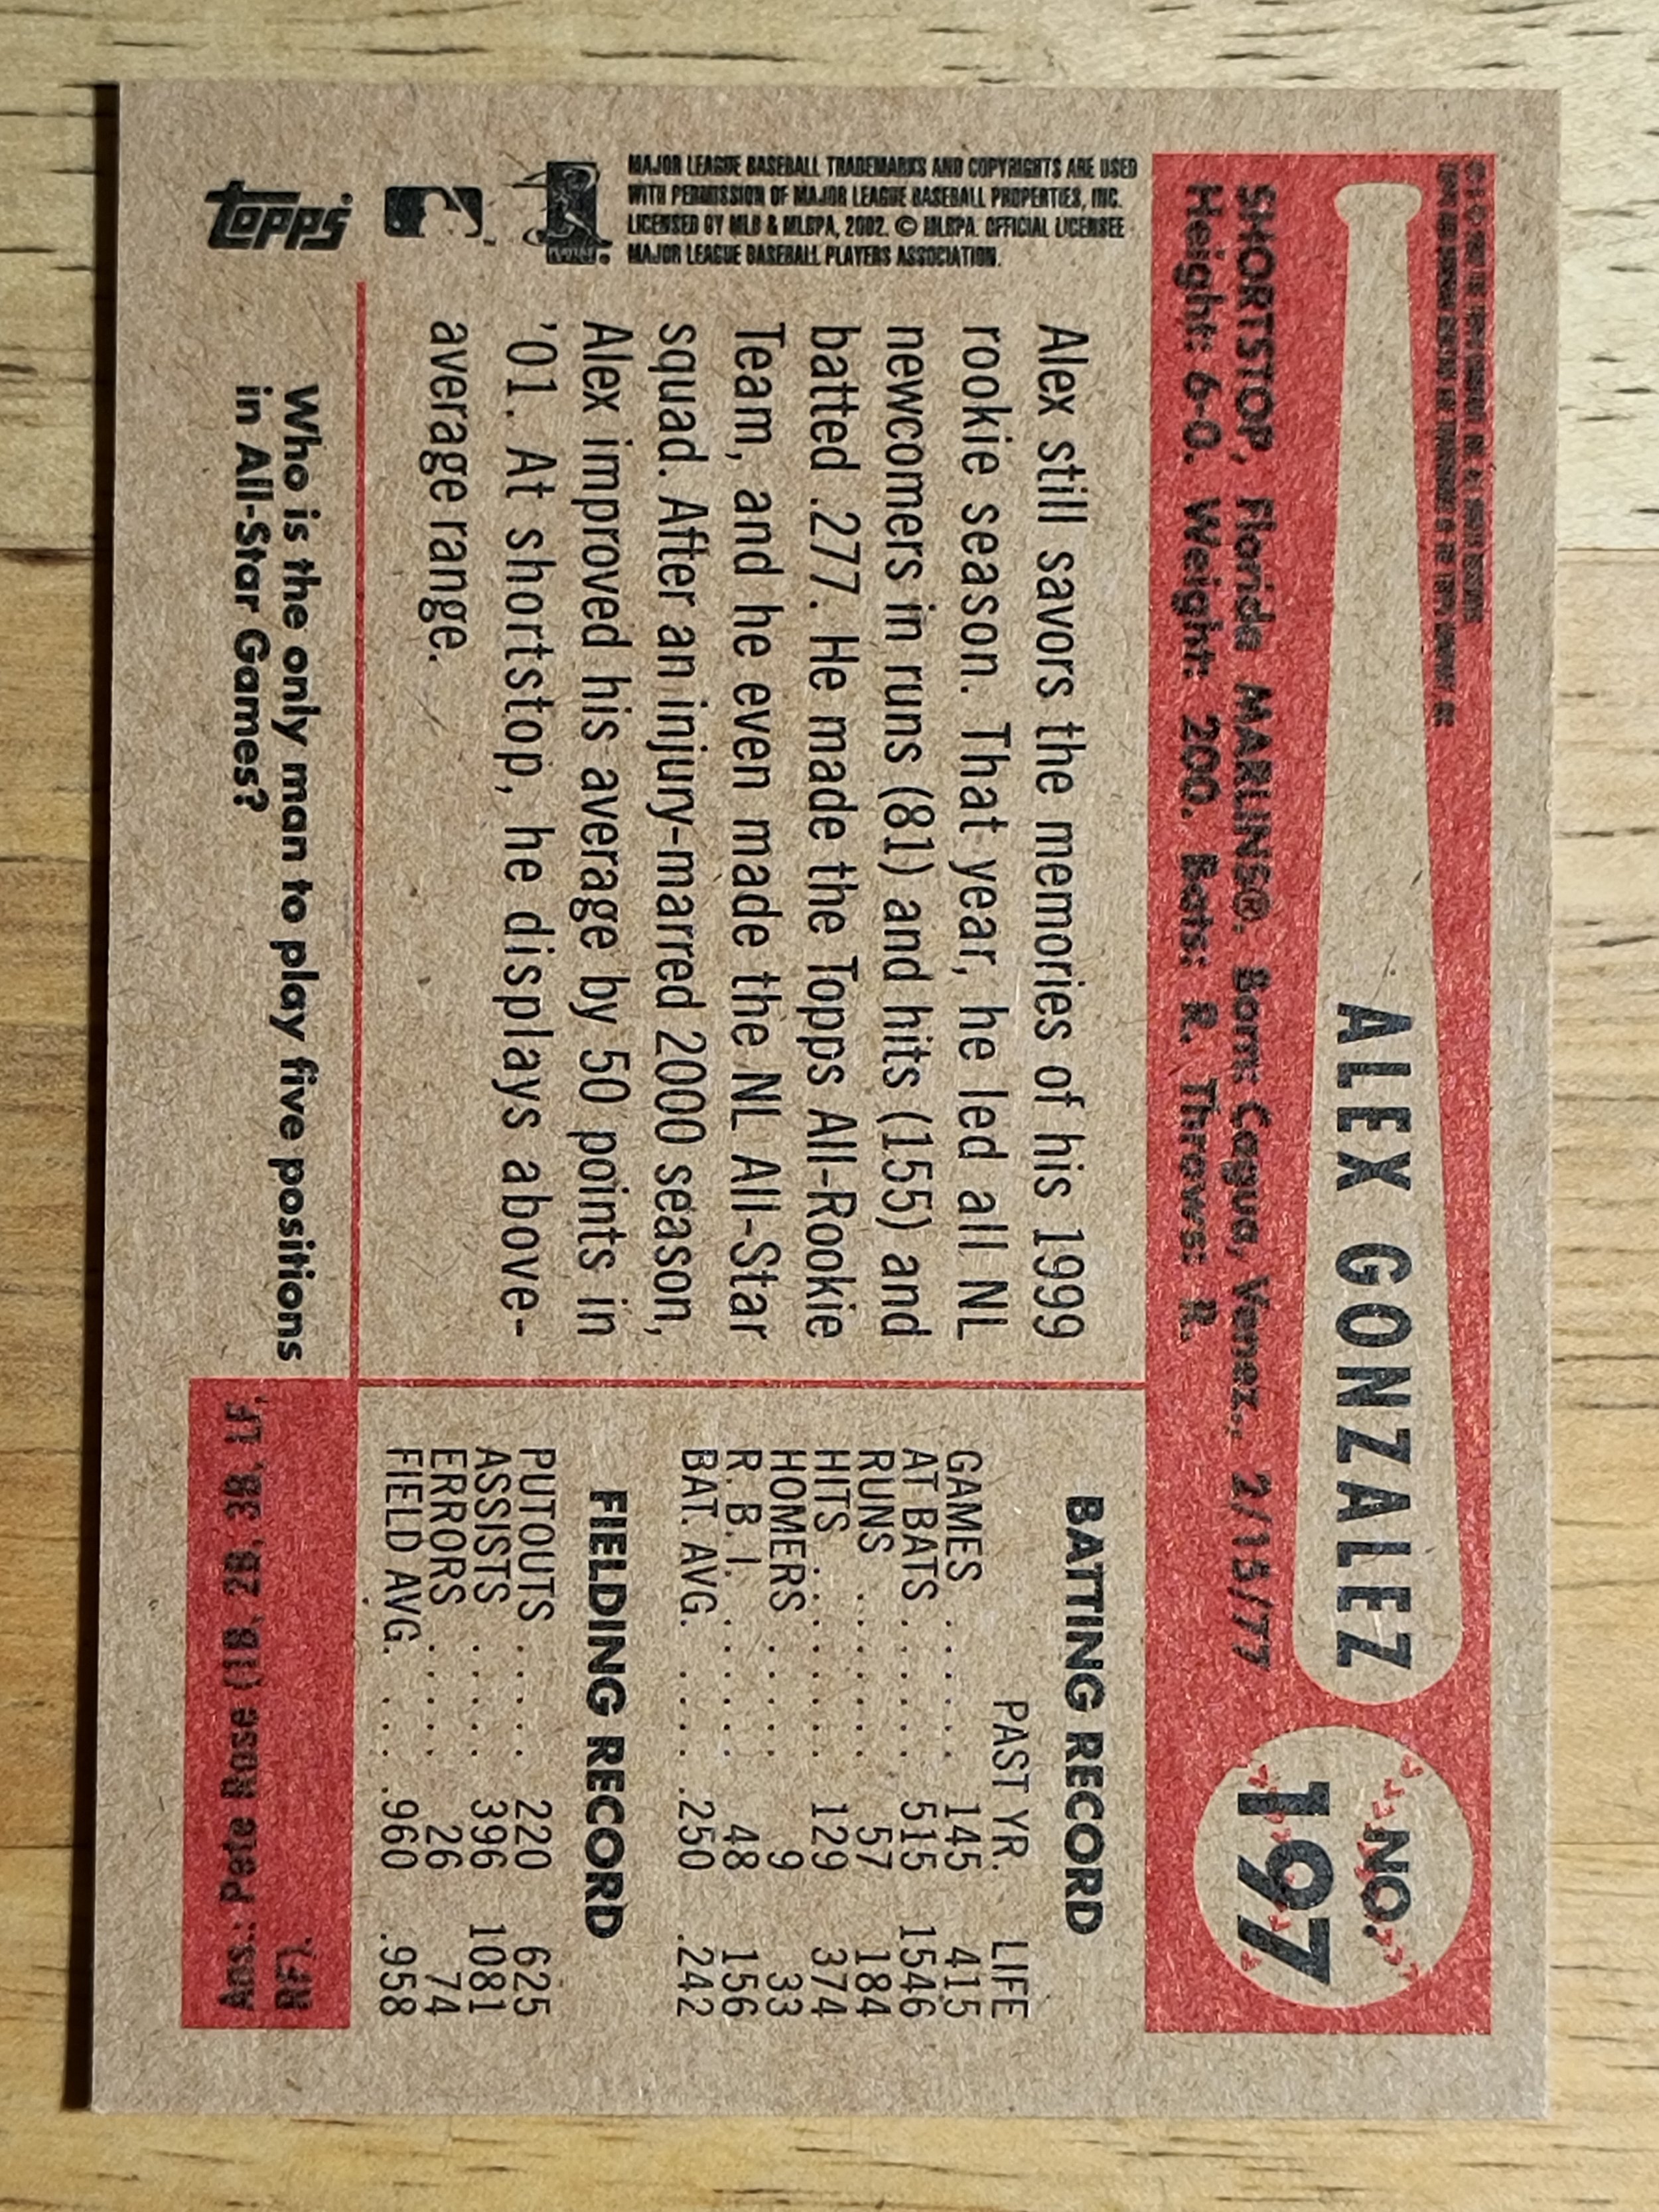 ALEX GONZALEZ
NO.
197
SHORTSTOP, Florida MARLINS®. Born: Cagua, Venez., 2/15/77
Height: 6-0. Weight: 200. Bats: R. Throws: R.
MAJOR LEAGUE BASEBALL TRADEMARKS AND COPYRIGHTS ARE USED
WITH PERMISSION OF MAJOR LEAGUE BASEBALL PROPERTIES, INC.
LICENSED BY MLB & MLBPA, 2002. © MLBPA. OFFICIAL LICENSEE
MAJOR LEAGUE BASEBALL PLAYERS ASSOCIATION.
topps
Alex still savors the memories of his 1999
rookie season. That year, he led all NL
newcomers in runs (81) and hits (155) and
batted .277. He made the Topps All-Rookie
Team, and he even made the NL All-Star
squad. After an injury-marred 2000 season,
Alex improved his average by 50 points in
'01. At shortstop, he displays above-
average range.
BATTING RECORD
PAST YR. LIFE
GAMES . . . . . 145 415
AT BATS . . . . . . 515 1546
RUNS . . . . . . . 57 184
HITS . . . . . . . 129 374
HOMERS . . . . . 9 33
R. B. I. . . . . . . 48 156
BAT. AVG. . . . . .250 .242
FIELDING RECORD
PUTOUTS . . . . . 220 625
ASSISTS . . . . . 396 1081
ERRORS . . . . . 26 74
FIELD AVG. . . . . .960 .958
Who is the only man to play five positions
in All-Star Games?
Ans.: Pete Rose (1B, 2B, 3B, LF,
RF)